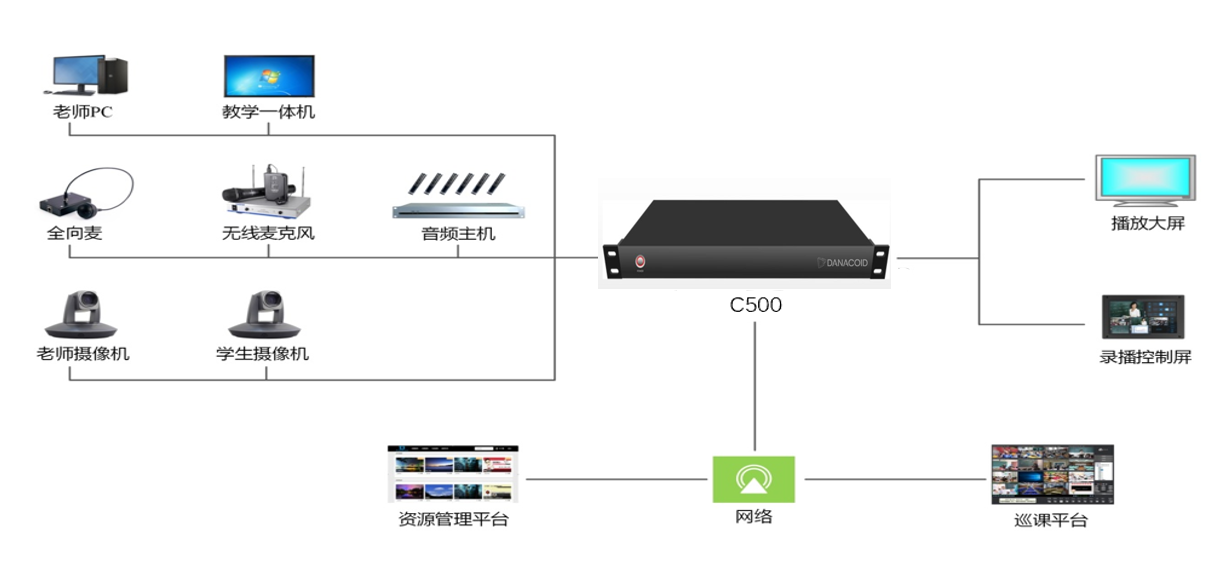 老师PC
教学一体机
全向麦
无线麦克风
音频主机
DANACOID
播放大屏
C500
老师摄像机
学生摄像机
录播控制屏
资源管理平台
网络
巡课平台